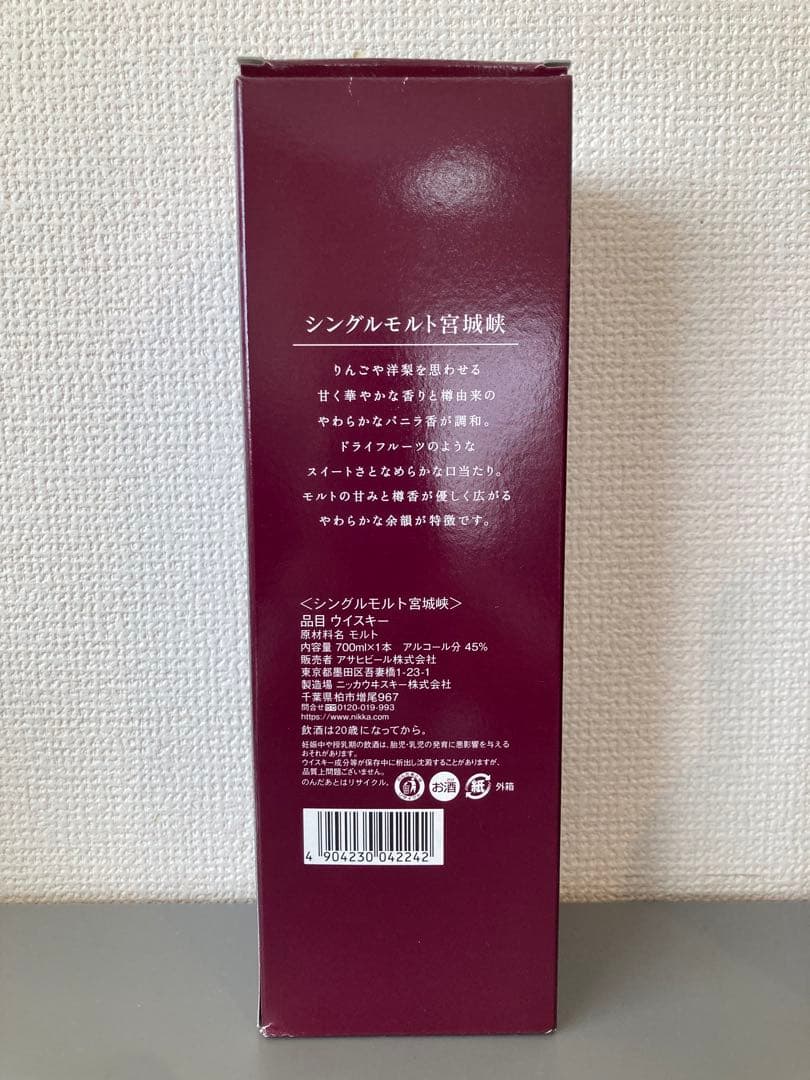 シングルモルト宮城峡
りんごや洋梨を思わせる
甘く華やかな香りと樽由来の
やわらかなバニラ香が調和。
ドライフルーツのような
スイートさとなめらかな口当たり。
モルトの甘みと樽香が優しく広がる
やわらかな余韻が特徴です。
＜シングルモルト宮城峡＞
品目 ウイスキー
原材料名 モルト
内容量 700ml×1本 アルコール分 45%
販売者 アサヒビール株式会社
東京都墨田区吾妻橋1-23-1
製造場 ニッカウヰスキー株式会社
千葉県柏市増尾967
問合せ 0120-019-993
https://www.nikka.com
飲酒は20歳になってから。
妊娠中や授乳期の飲酒は、胎児・乳児の発育に悪影響を与える
おそれがあります。
ウイスキー成分等が保存中に析出し沈澱することがありますが、
品質上問題ございません。
のんだあとはリサイクル。
お酒
紙 外箱
4 904230 042242